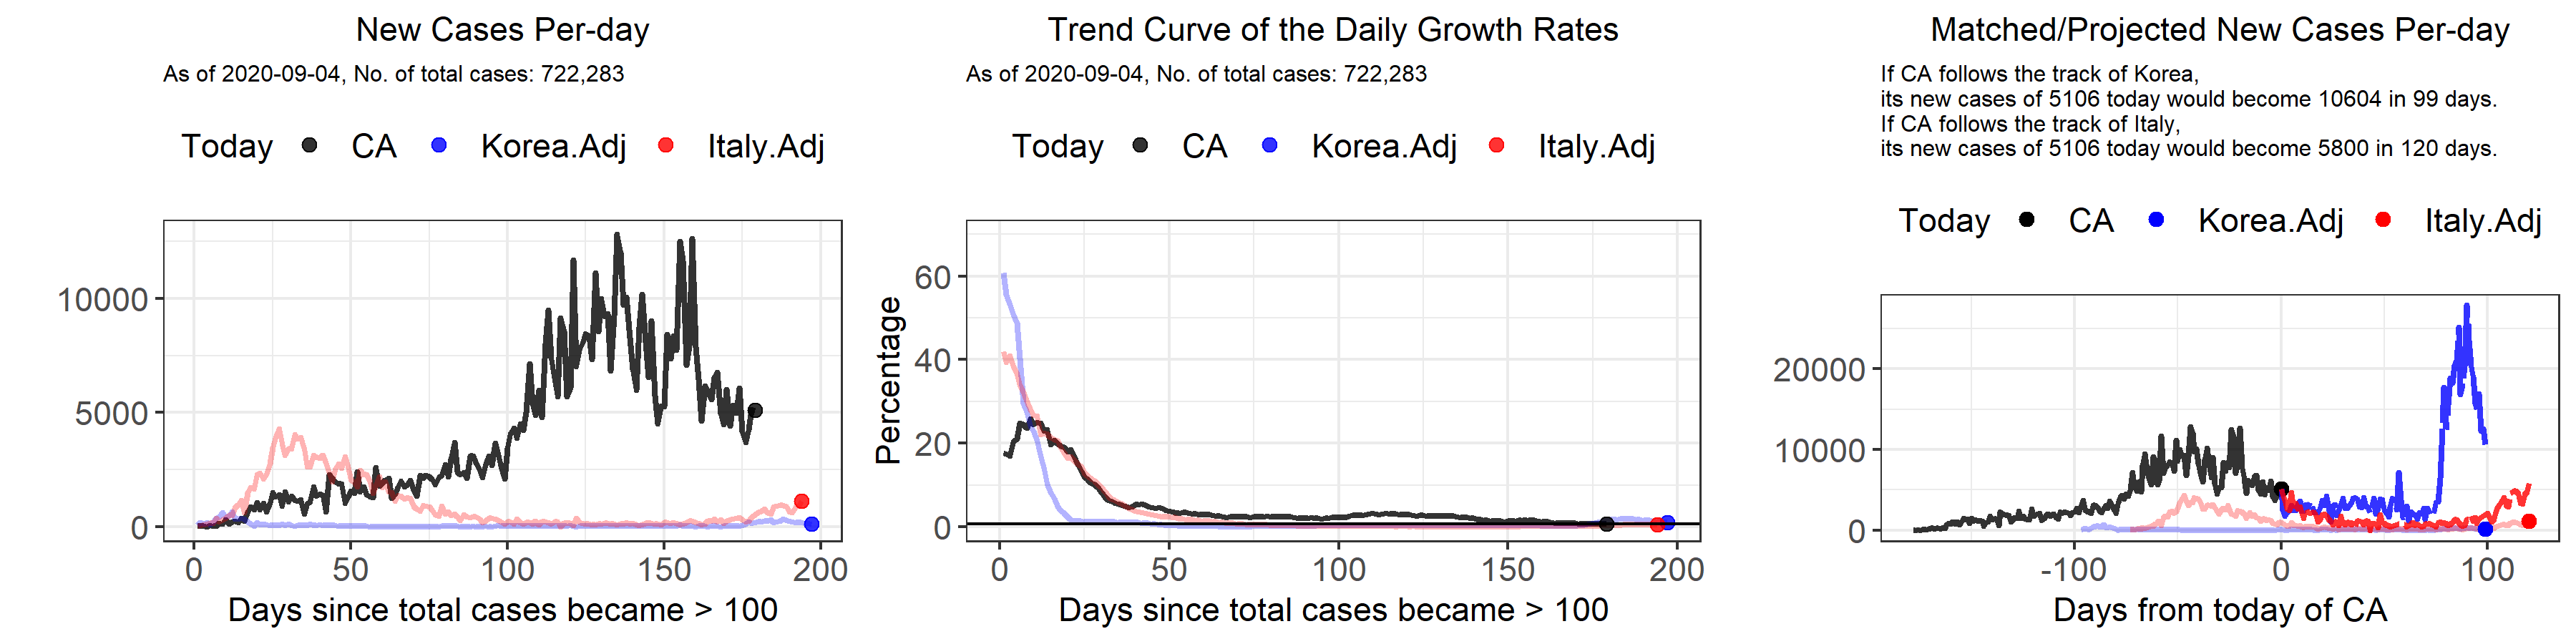 New Cases Per-day
As of 2020-09-04, No. of total cases: 722,283
Today CA Korea.Adj Italy.Adj
10000
5000
0
0 50 100 150 200
Days since total cases became > 100
Trend Curve of the Daily Growth Rates
As of 2020-09-04, No. of total cases: 722,283
Today CA Korea.Adj Italy.Adj
Percentage
60
40
20
0
0 50 100 150 200
Days since total cases became > 100
Matched/Projected New Cases Per-day
If CA follows the track of Korea,
its new cases of 5106 today would become 10604 in 99 days.
If CA follows the track of Italy,
its new cases of 5106 today would become 5800 in 120 days.
Today CA Korea.Adj Italy.Adj
20000
10000
0
-100 0 100
Days from today of CA